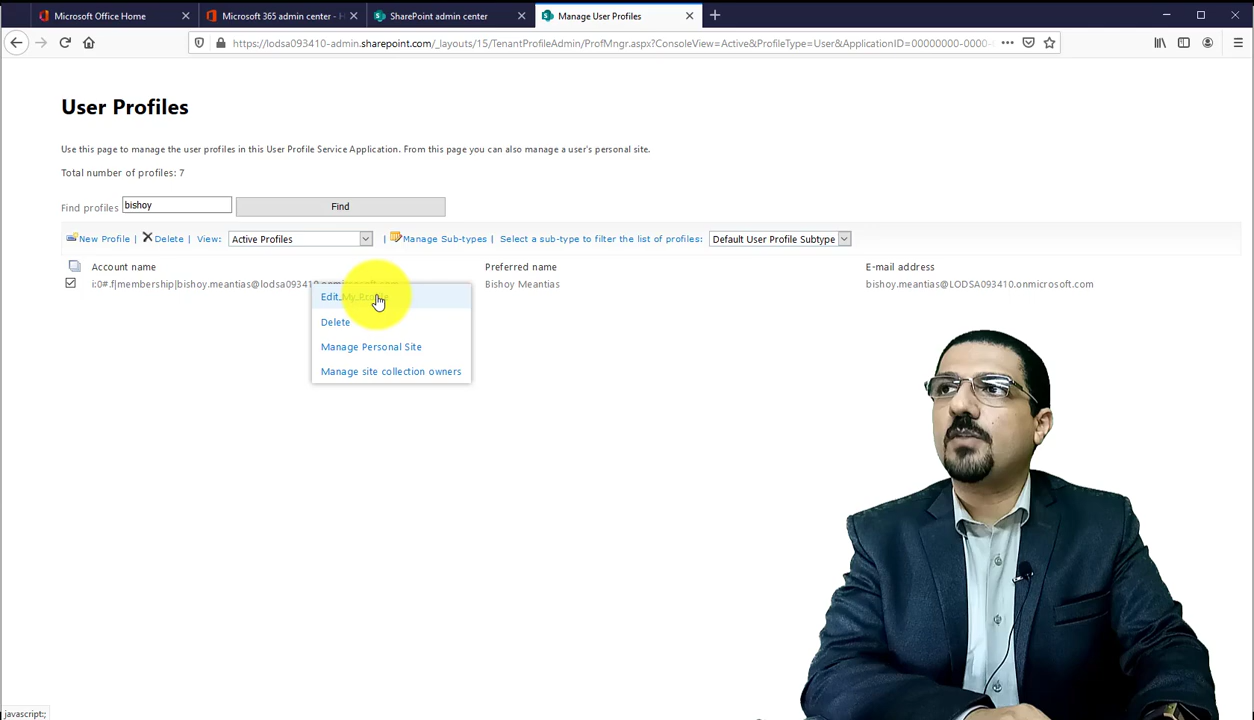 Microsoft Office Home
Microsoft 365 admin center - H
SharePoint admin center
Manage User Profiles
https://lodsa093410-admin.sharepoint.com/_layouts/15/TenantProfileAdmin/ProfMngr.aspx?ConsoleView=Active&ProfileType=User&ApplicationID=00000000-0000-
User Profiles
Use this page to manage the user profiles in this User Profile Service Application. From this page you can also manage a user's personal site.
Total number of profiles: 7
Find profiles bishoy Find
New Profile | Delete | View: Active Profiles | Manage Sub-types | Select a sub-type to filter the list of profiles: Default User Profile Subtype
Account name Preferred name E-mail address
i:0#.f|membership|bishoy.meantias@lodsa093410.onmicrosoft.com Bishoy Meantias bishoy.meantias@LODSA093410.onmicrosoft.com
Edit My Profile
Delete
Manage Personal Site
Manage site collection owners
javascript:;